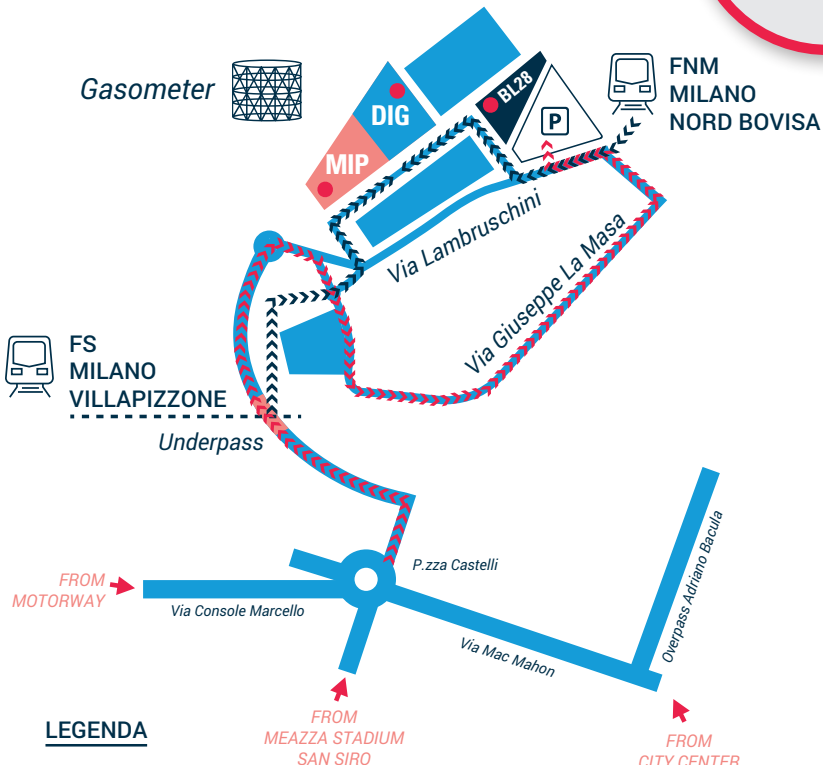 Gasometer
DIG
MIP
BL28
P
FNM
MILANO
NORD BOVISA
Via Lambruschini
Via Giuseppe La Masa
FS
MILANO
VILLAPIZZONE
Underpass
P.zza Castelli
FROM
MOTORWAY
Via Console Marcello
Via Mac Mahon
Overpass Adriano Bacula
LEGENDA
FROM
MEAZZA STADIUM
SAN SIRO
FROM
CITY CENTER